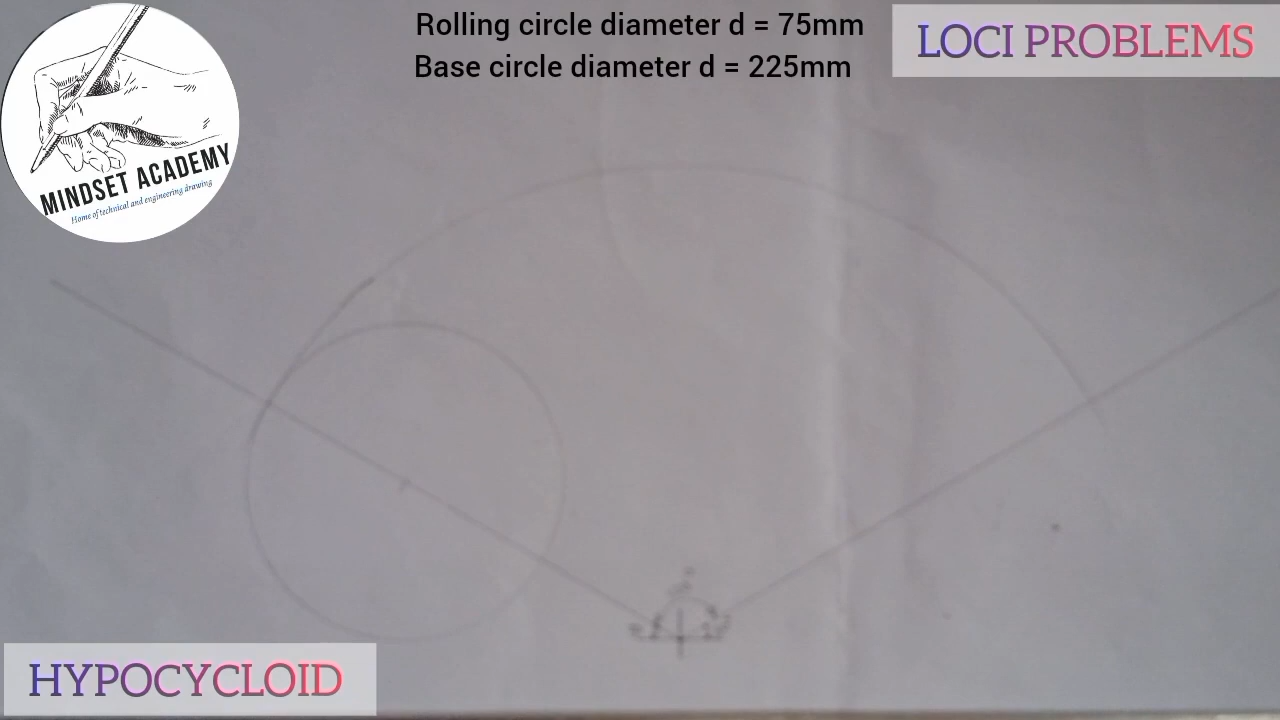 Rolling circle diameter d = 75mm
Base circle diameter d = 225mm
LOCI PROBLEMS
MINDSET ACADEMY
Home of technical and engineering drawing
HYPOCYCLOID